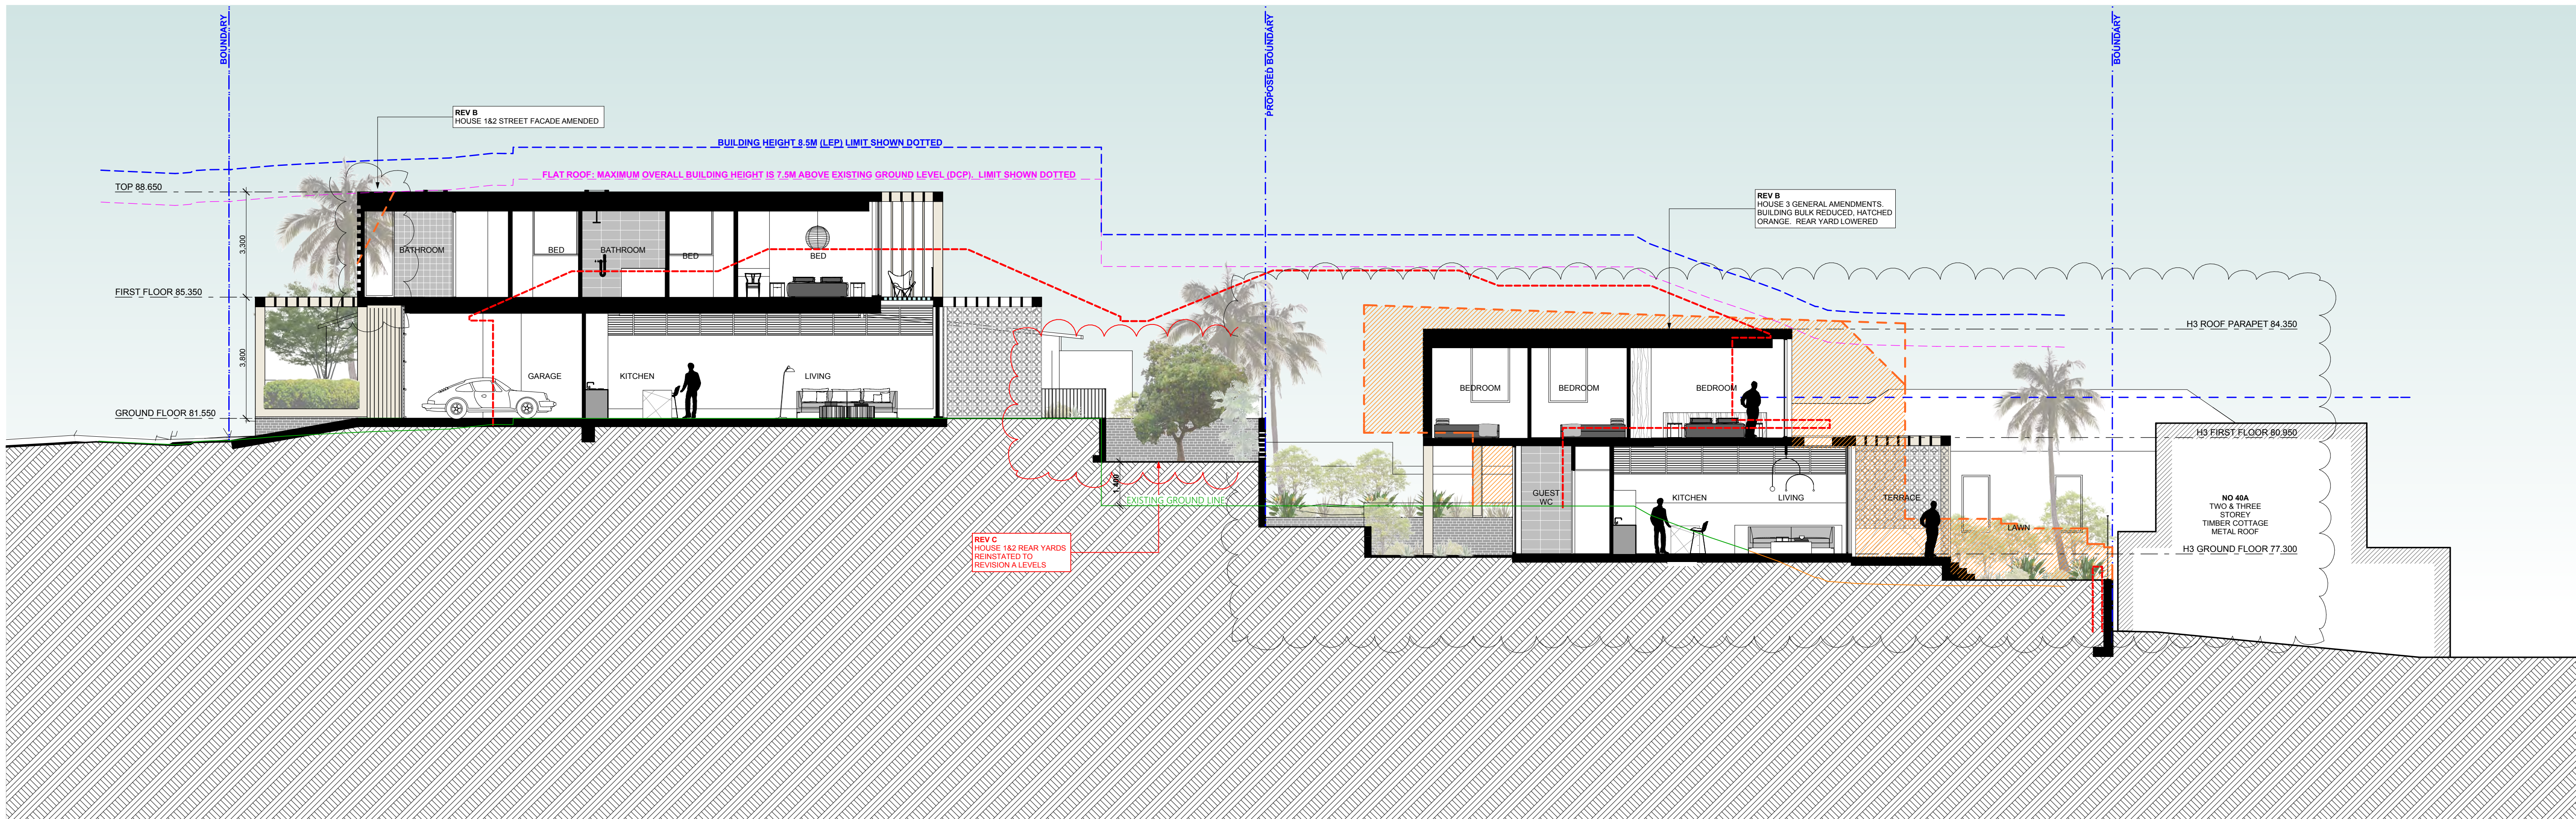 BOUNDARY
PROPOSED BOUNDARY
BOUNDARY
REV B
HOUSE 1&2 STREET FACADE AMENDED
BUILDING HEIGHT 8.5M (LEP) LIMIT SHOWN DOTTED
FLAT ROOF: MAXIMUM OVERALL BUILDING HEIGHT IS 7.5M ABOVE EXISTING GROUND LEVEL (DCP). LIMIT SHOWN DOTTED
TOP 88.650
REV B
HOUSE 3 GENERAL AMENDMENTS.
BUILDING BULK REDUCED, HATCHED
ORANGE. REAR YARD LOWERED
3,300
BATHROOM
BED
BATHROOM
BED
BED
FIRST FLOOR 85.350
H3 ROOF PARAPET 84.350
3,800
GARAGE
KITCHEN
LIVING
BEDROOM
BEDROOM
BEDROOM
GROUND FLOOR 81.550
H3 FIRST FLOOR 80.950
1,400
EXISTING GROUND LINE
GUEST
WC
KITCHEN
LIVING
TERRACE
LAWN
NO 40A
TWO & THREE
STOREY
TIMBER COTTAGE
METAL ROOF
REV C
HOUSE 1&2 REAR YARDS
REINSTATED TO
REVISION A LEVELS
H3 GROUND FLOOR 77.300